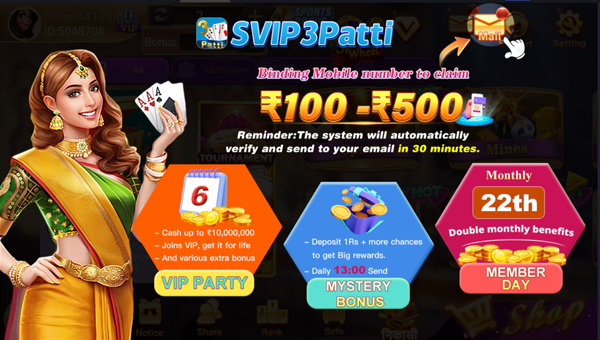 SPORTS
ID:5048708
VIP
Bonus
3
Patti
SVIP3Patti
Mail
Setting
Binding Mobile number to claim
₹100 -₹500
Reminder:The system will automatically
verify and send to your email in 30 minutes.
TOURNAMENT
Mines
HOT
A A A
6
– Cash up to ₹10,000,000
– Joins VIP, get it for life
– And various extra bonus
VIP PARTY
– Deposit 1Rs + more chances
to get Big rewards.
– Daily 13:00 Send
MYSTERY
BONUS
Monthly
22th
Double monthly benefits
MEMBER
DAY
Notice
Share
Rank
Safe
निकासी
Shop